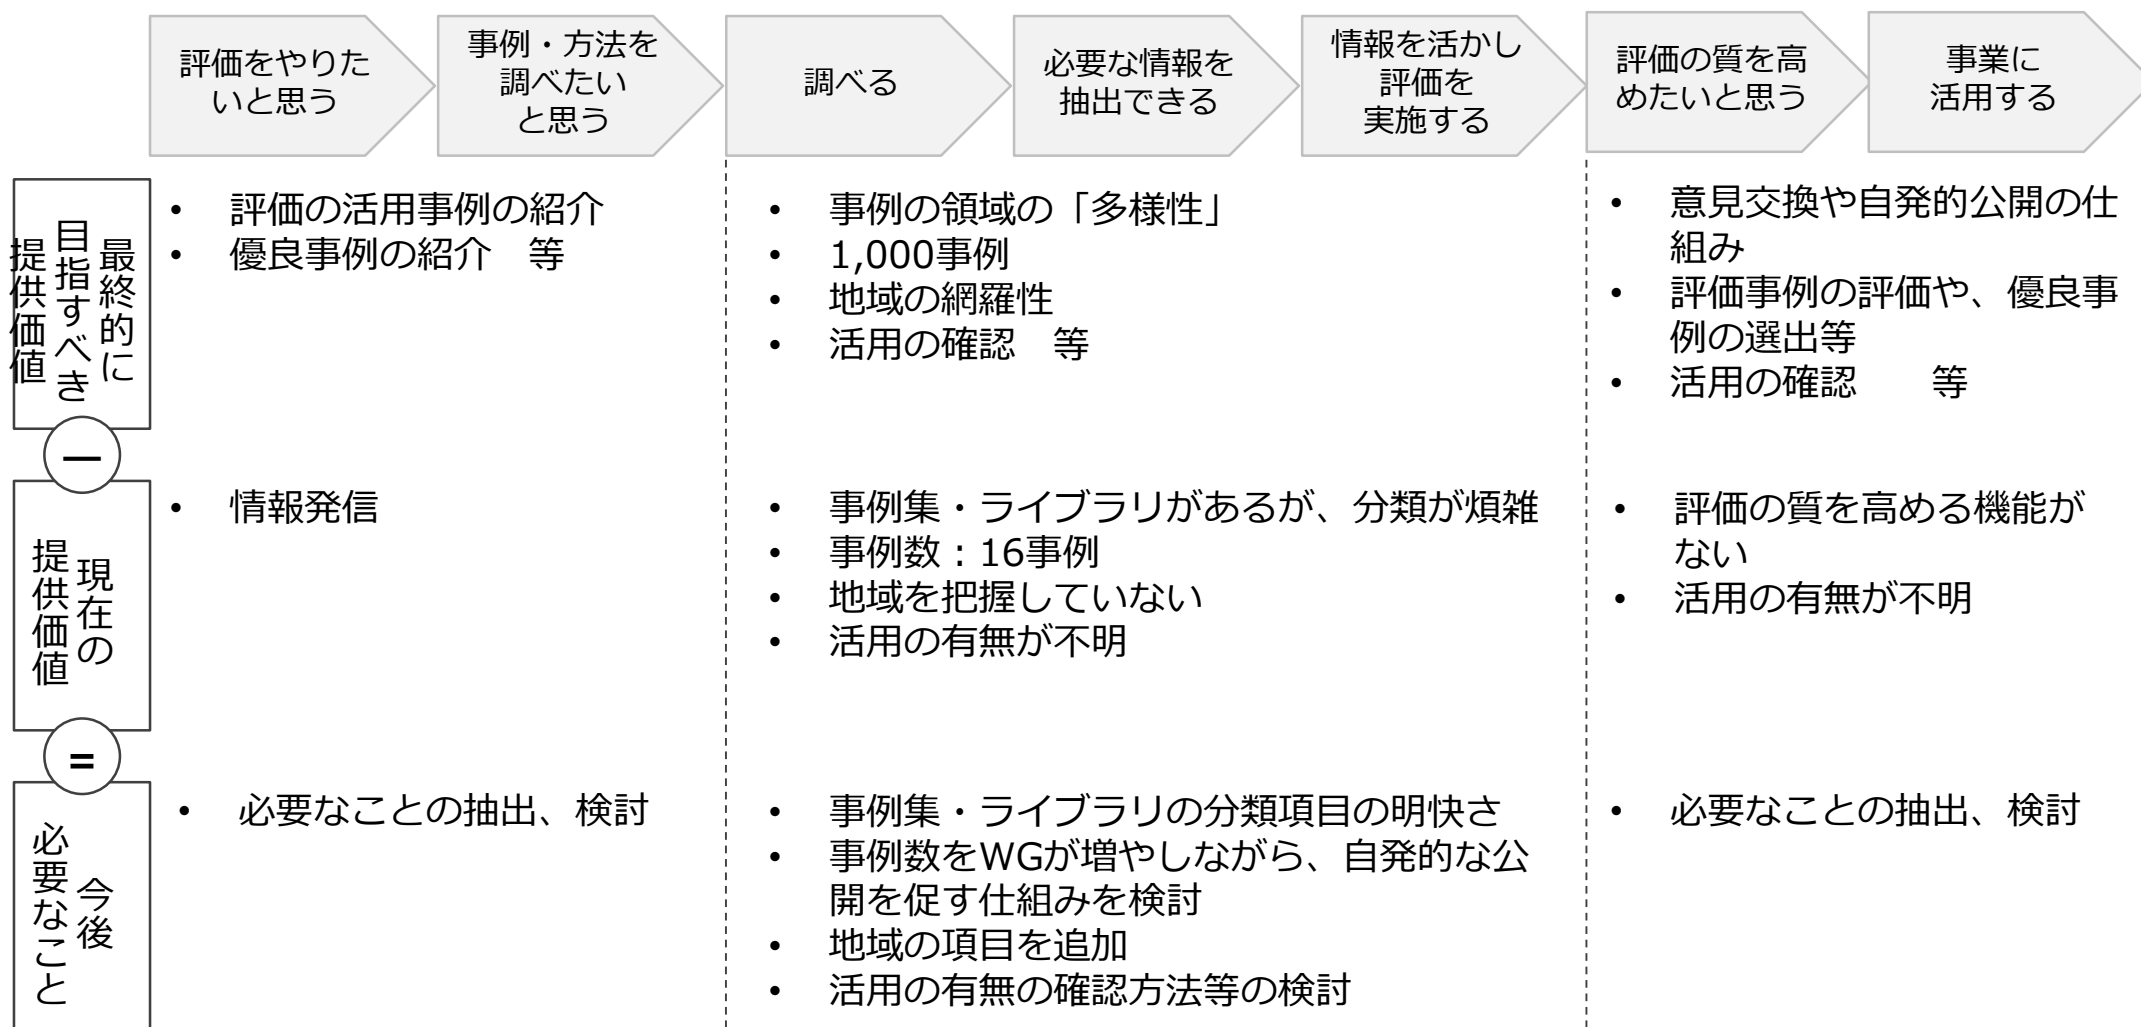 評価をやりた
いと思う
事例・方法を
調べたい
と思う
調べる
必要な情報を
抽出できる
情報を活かし
評価を
実施する
評価の質を高
めたいと思う
事業に
活用する
最終的に
目指すべき
提供価値
• 評価の活用事例の紹介
• 優良事例の紹介　等
• 事例の領域の「多様性」
• 1,000事例
• 地域の網羅性
• 活用の確認　等
• 意見交換や自発的公開の仕
組み
• 評価事例の評価や、優良事
例の選出等
• 活用の確認　　等
ー
現在の
提供価値
• 情報発信
• 事例集・ライブラリがあるが、分類が煩雑
• 事例数：16事例
• 地域を把握していない
• 活用の有無が不明
• 評価の質を高める機能が
ない
• 活用の有無が不明
=
今後
必要なこと
• 必要なことの抽出、検討
• 事例集・ライブラリの分類項目の明快さ
• 事例数をWGが増やしながら、自発的な公
開を促す仕組みを検討
• 地域の項目を追加
• 活用の有無の確認方法等の検討
• 必要なことの抽出、検討